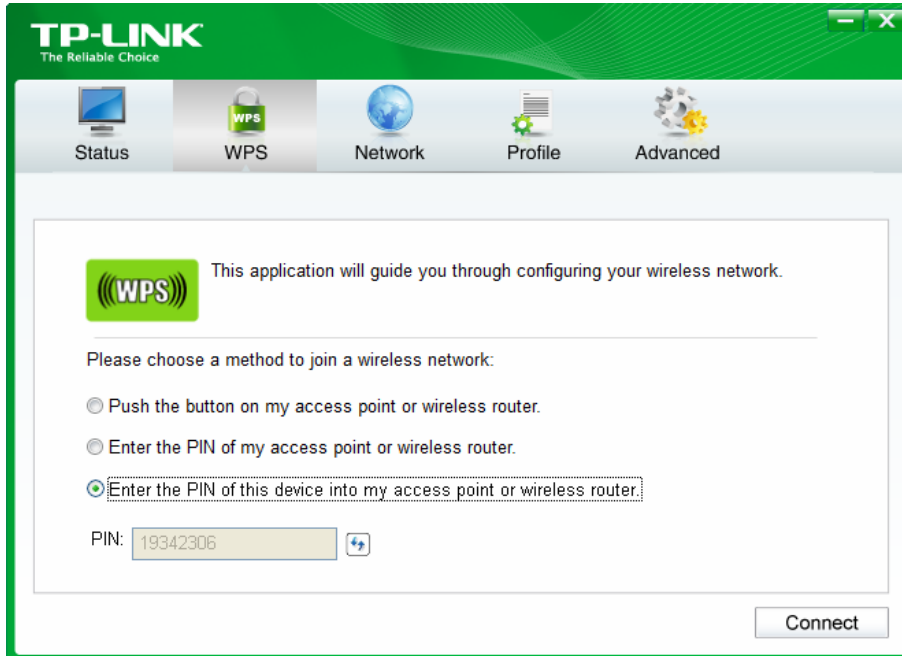 TP-LINK
The Reliable Choice
Status WPS Network Profile Advanced
WPS
(((WPS)))
This application will guide you through configuring your wireless network.
Please choose a method to join a wireless network:
Push the button on my access point or wireless router.
Enter the PIN of my access point or wireless router.
Enter the PIN of this device into my access point or wireless router.
PIN: 19342306
Connect